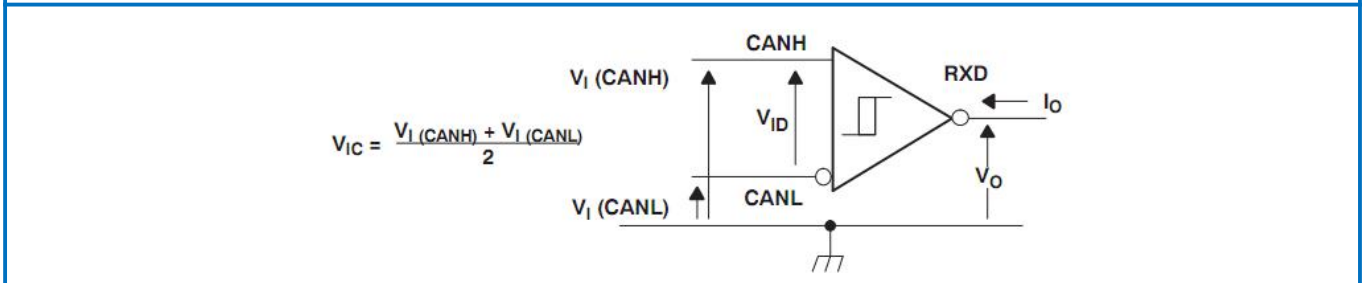 CANH
V_I (CANH)
RXD
I_O
V_ID
V_IC = V_I (CANH) + V_I (CANL)
2
V_O
CANL
V_I (CANL)